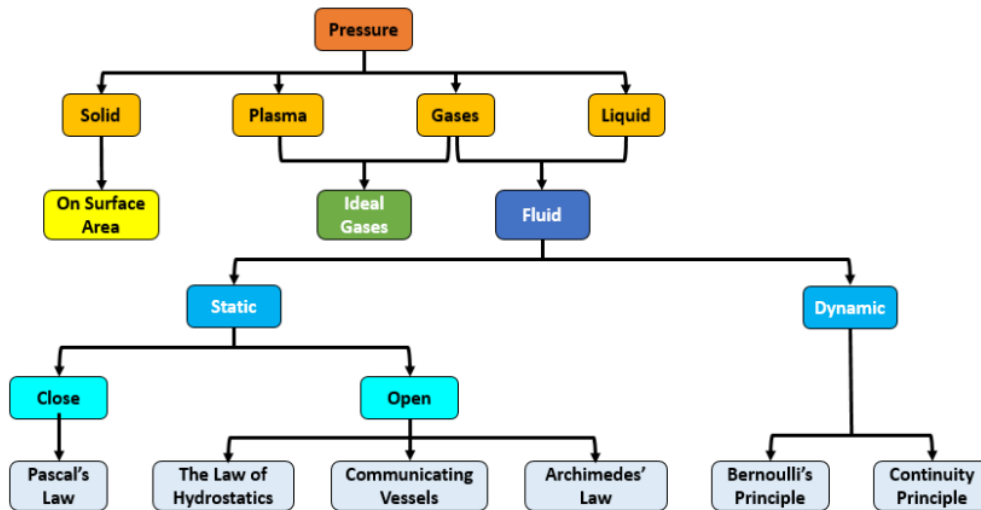 Pressure
Solid
Plasma
Gases
Liquid
On Surface
Area
Ideal
Gases
Fluid
Static
Dynamic
Close
Open
Pascal's
Law
The Law of
Hydrostatics
Communicating
Vessels
Archimedes'
Law
Bernoulli's
Principle
Continuity
Principle